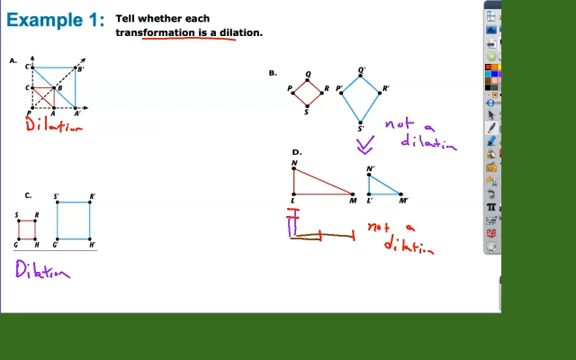 Example 1:
Tell whether each
transformation is a dilation.
A.
C' B'
C B
P A A'
Dilation
B.
Q Q'
P R P' R'
S S'
not a
dilation
C.
S R S' R'
G H G' H'
Dilation
D.
N N'
L M L' M'
not a
dilation